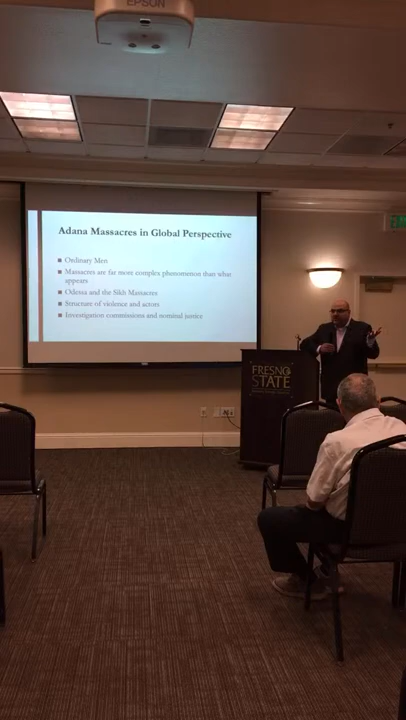 EPSON
Adana Massacres in Global Perspective
Ordinary Men
Massacres are far more complex phenomenon than what
appears
Odessa and the Sikh Massacres
Structure of violence and actors
Investigation commissions and nominal justice
FRESNO
STATE